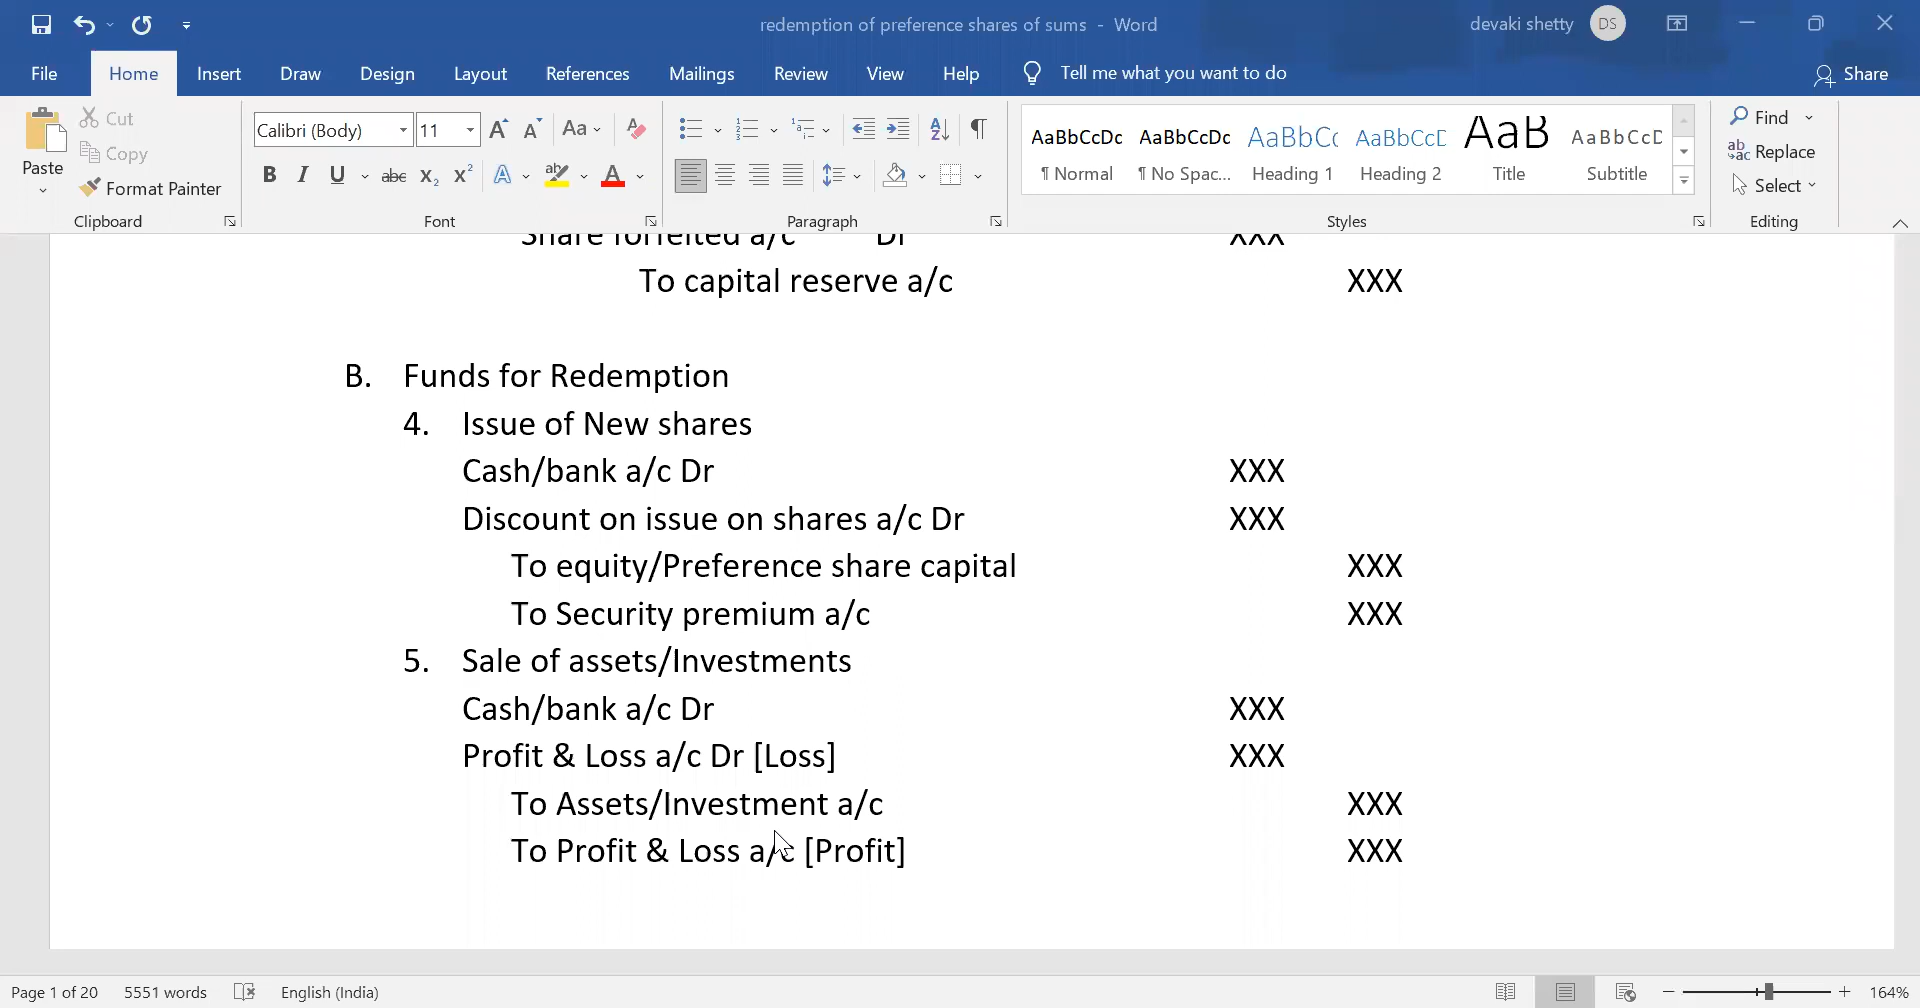 redemption of preference shares of sums - Word
devaki shetty DS
File Home Insert Draw Design Layout References Mailings Review View Help Tell me what you want to do Share
Paste
Cut
Copy
Format Painter
Clipboard
Calibri (Body) 11 A A Aa A
B I U abc X₂ X² A ab A
Font
Paragraph
AaBbCcDc AaBbCcDc AaBbC AaBbCcD AaB AaBbCcD
¶ Normal ¶ No Spac... Heading 1 Heading 2 Title Subtitle
Styles
Find
Replace
Select
Editing
Share forfeited a/c Dr XXX
To capital reserve a/c XXX
B. Funds for Redemption
4. Issue of New shares
Cash/bank a/c Dr XXX
Discount on issue on shares a/c Dr XXX
To equity/Preference share capital XXX
To Security premium a/c XXX
5. Sale of assets/Investments
Cash/bank a/c Dr XXX
Profit & Loss a/c Dr [Loss] XXX
To Assets/Investment a/c XXX
To Profit & Loss a/c [Profit] XXX
Page 1 of 20 5551 words English (India) 164%